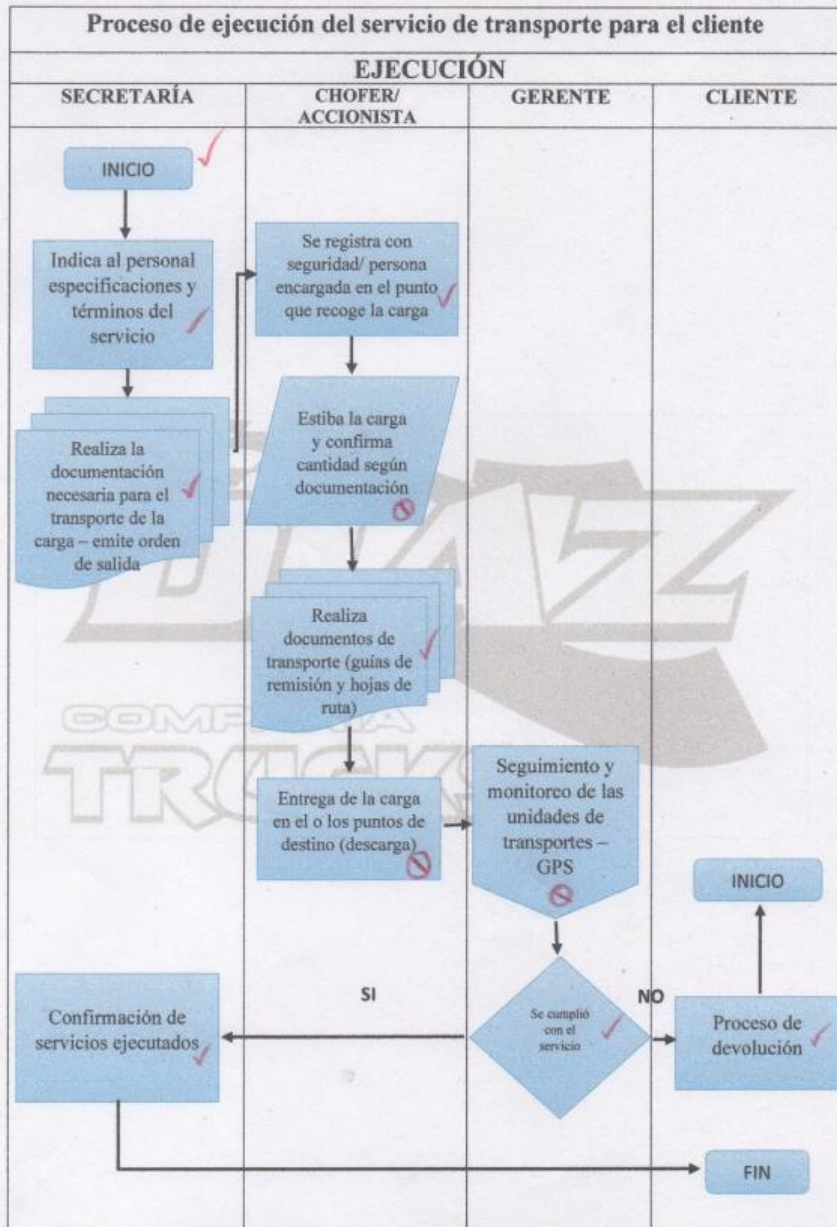 Proceso de ejecución del servicio de transporte para el cliente
EJECUCIÓN
SECRETARÍA
CHOFER/
ACCIONISTA
GERENTE
CLIENTE
INICIO
Indica al personal
especificaciones y
términos del
servicio
Realiza la
documentación
necesaria para el
transporte de la
carga – emite orden
de salida
Se registra con
seguridad/ persona
encargada en el punto
que recoge la carga
Estiba la carga
y confirma
cantidad según
documentación
Realiza
documentos de
transporte (guías de
remisión y hojas de
ruta)
Entrega de la carga
en el o los puntos de
destino (descarga)
Seguimiento y
monitoreo de las
unidades de
transportes –
GPS
INICIO
SI
Se cumplió
con el
servicio
NO
Proceso de
devolución
Confirmación de
servicios ejecutados
FIN
DIAZ
TRUCKS